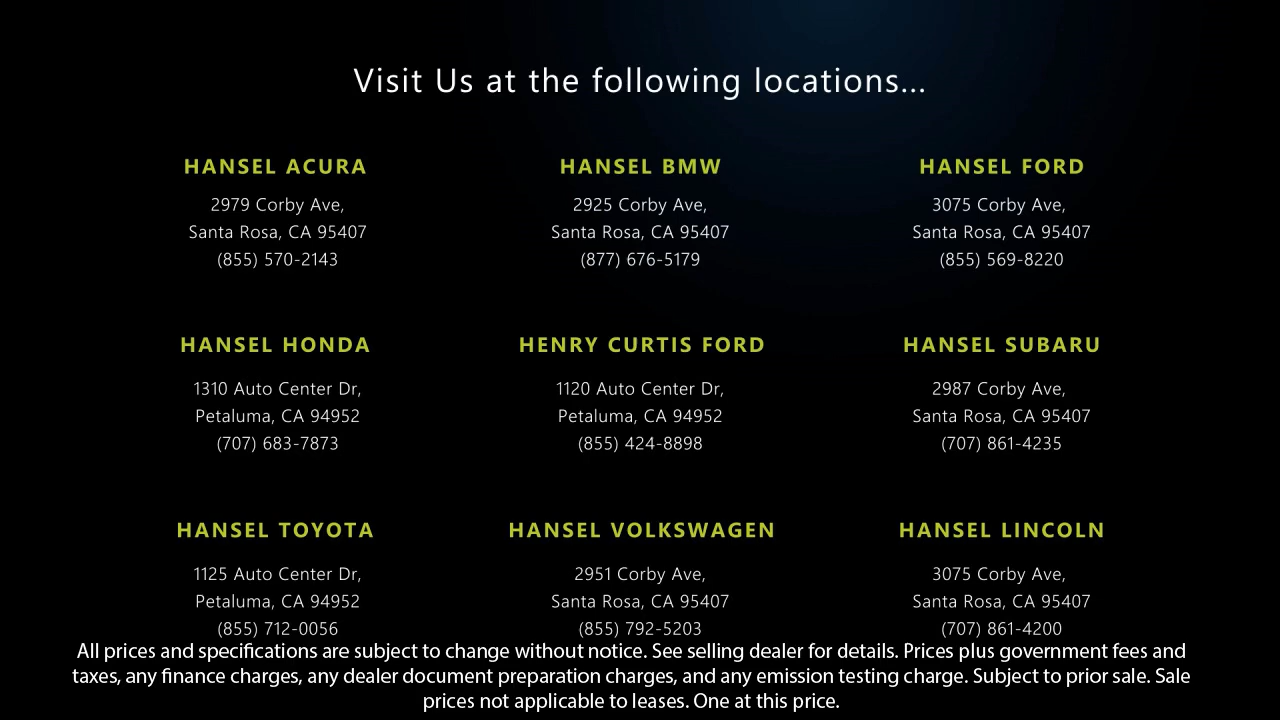 Visit Us at the following locations...
HANSEL ACURA
2979 Corby Ave,
Santa Rosa, CA 95407
(855) 570-2143
HANSEL BMW
2925 Corby Ave,
Santa Rosa, CA 95407
(877) 676-5179
HANSEL FORD
3075 Corby Ave,
Santa Rosa, CA 95407
(855) 569-8220
HANSEL HONDA
1310 Auto Center Dr,
Petaluma, CA 94952
(707) 683-7873
HENRY CURTIS FORD
1120 Auto Center Dr,
Petaluma, CA 94952
(855) 424-8898
HANSEL SUBARU
2987 Corby Ave,
Santa Rosa, CA 95407
(707) 861-4235
HANSEL TOYOTA
1125 Auto Center Dr,
Petaluma, CA 94952
(855) 712-0056
HANSEL VOLKSWAGEN
2951 Corby Ave,
Santa Rosa, CA 95407
(855) 792-5203
HANSEL LINCOLN
3075 Corby Ave,
Santa Rosa, CA 95407
(707) 861-4200
All prices and specifications are subject to change without notice. See selling dealer for details. Prices plus government fees and
taxes, any finance charges, any dealer document preparation charges, and any emission testing charge. Subject to prior sale. Sale
prices not applicable to leases. One at this price.